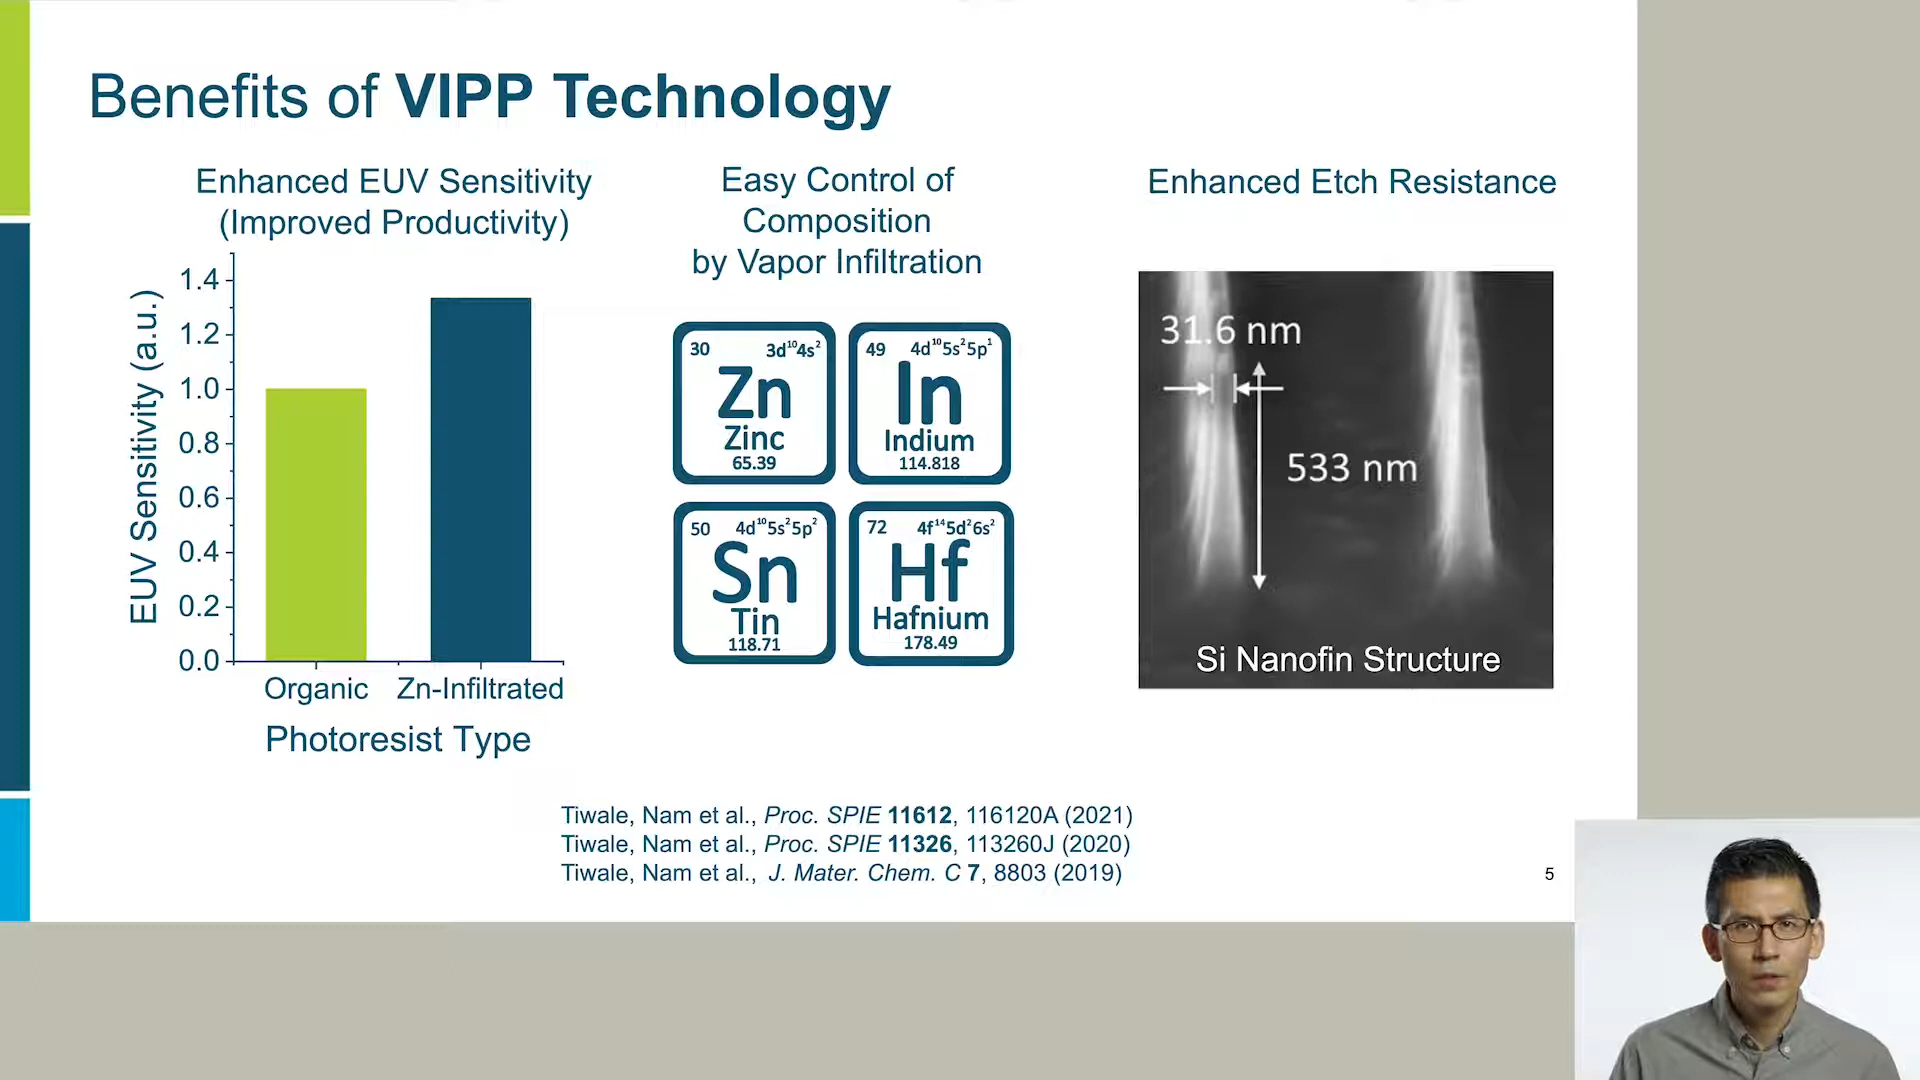 Benefits of VIPP Technology
Enhanced EUV Sensitivity
(Improved Productivity)
EUV Sensitivity (a.u.)
1.4
1.2
1.0
0.8
0.6
0.4
0.2
0.0
Organic Zn-Infiltrated
Photoresist Type
Easy Control of
Composition
by Vapor Infiltration
30 3d¹⁰4s²
Zn
Zinc
65.39
49 4d¹⁰5s²5p¹
In
Indium
114.818
50 4d¹⁰5s²5p²
Sn
Tin
118.71
72 4f¹⁴5d²6s²
Hf
Hafnium
178.49
Enhanced Etch Resistance
31.6 nm
533 nm
Si Nanofin Structure
Tiwale, Nam et al., Proc. SPIE 11612, 116120A (2021)
Tiwale, Nam et al., Proc. SPIE 11326, 113260J (2020)
Tiwale, Nam et al., J. Mater. Chem. C 7, 8803 (2019)
5